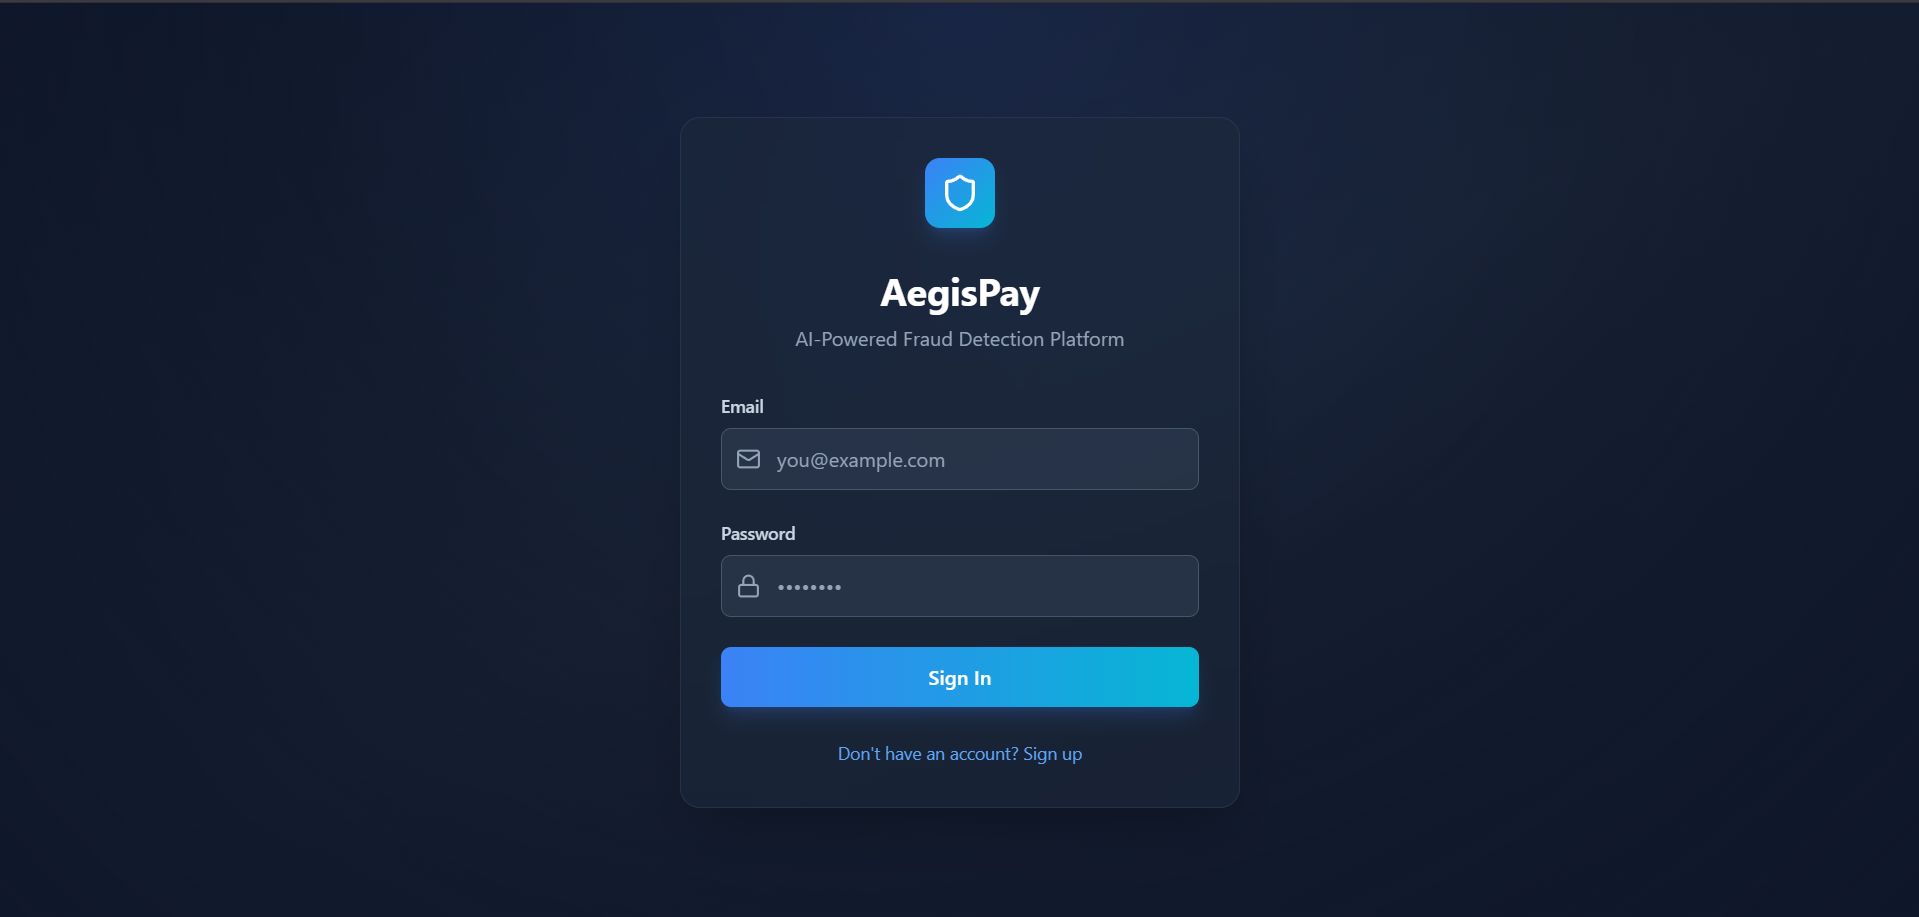 AegisPay
AI-Powered Fraud Detection Platform
Email
you@example.com
Password
••••••••
Sign In
Don't have an account? Sign up